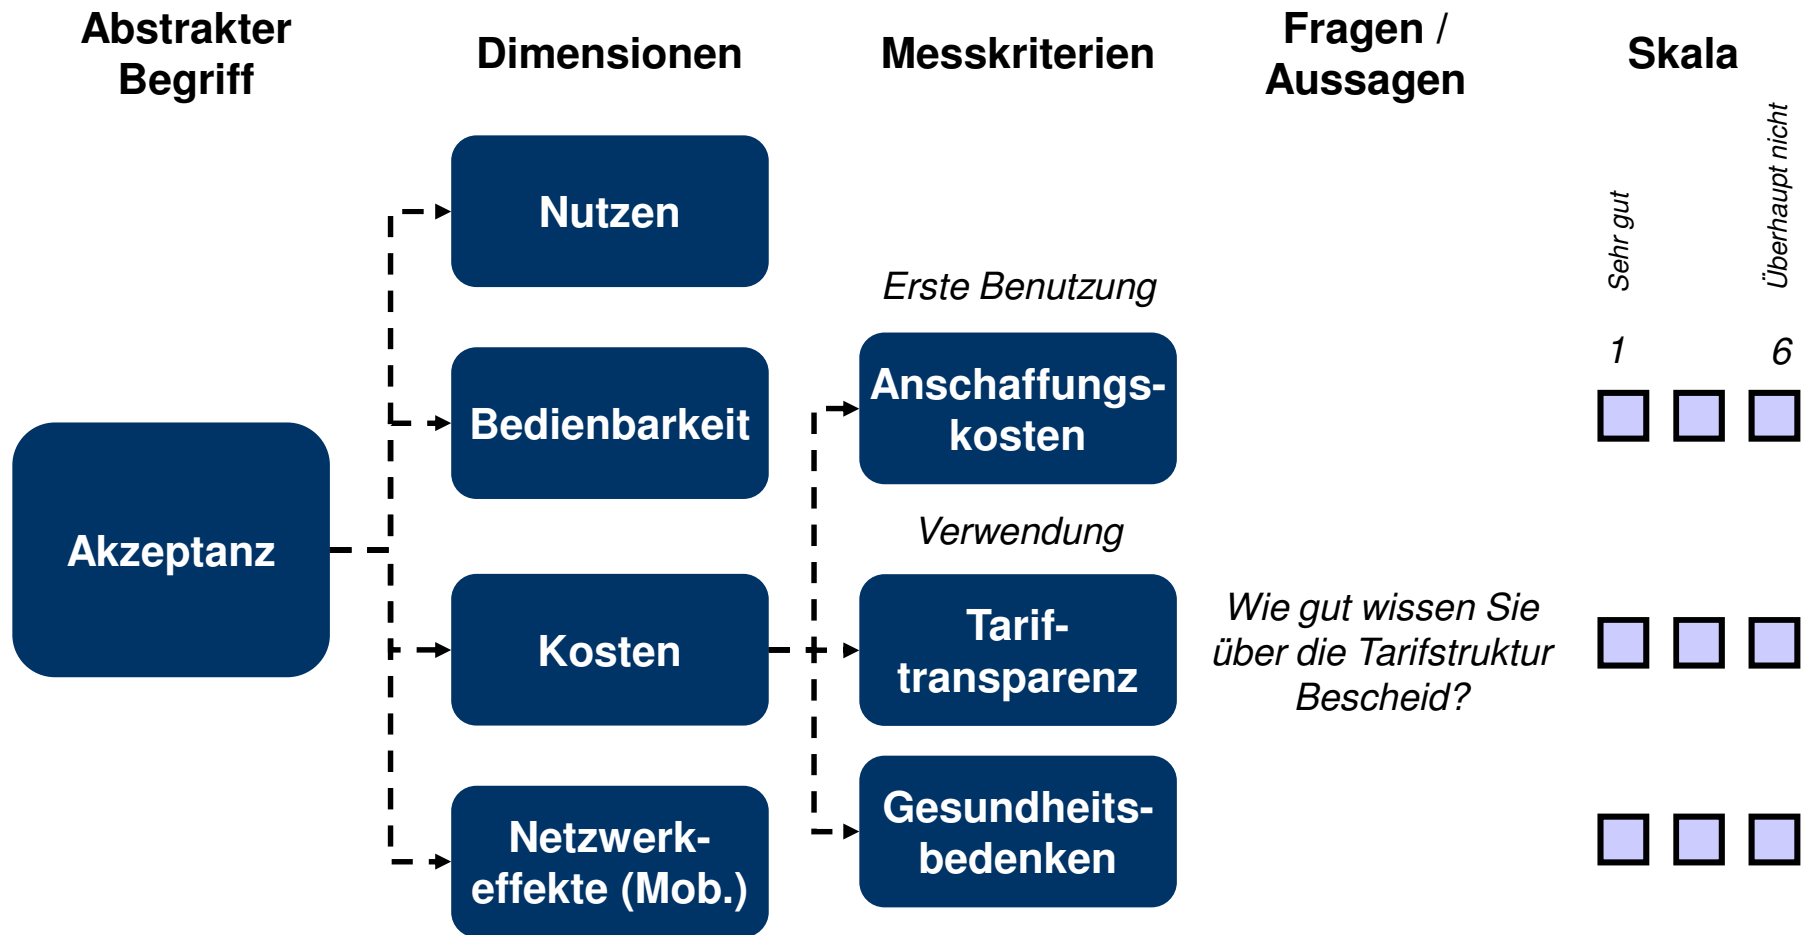 Abstrakter
Begriff
Dimensionen
Messkriterien
Fragen /
Aussagen
Skala
Akzeptanz
Nutzen
Bedienbarkeit
Kosten
Netzwerk-
effekte (Mob.)
Erste Benutzung
Anschaffungs-
kosten
Verwendung
Tarif-
transparenz
Gesundheits-
bedenken
Wie gut wissen Sie
über die Tarifstruktur
Bescheid?
Sehr gut
Überhaupt nicht
1
6